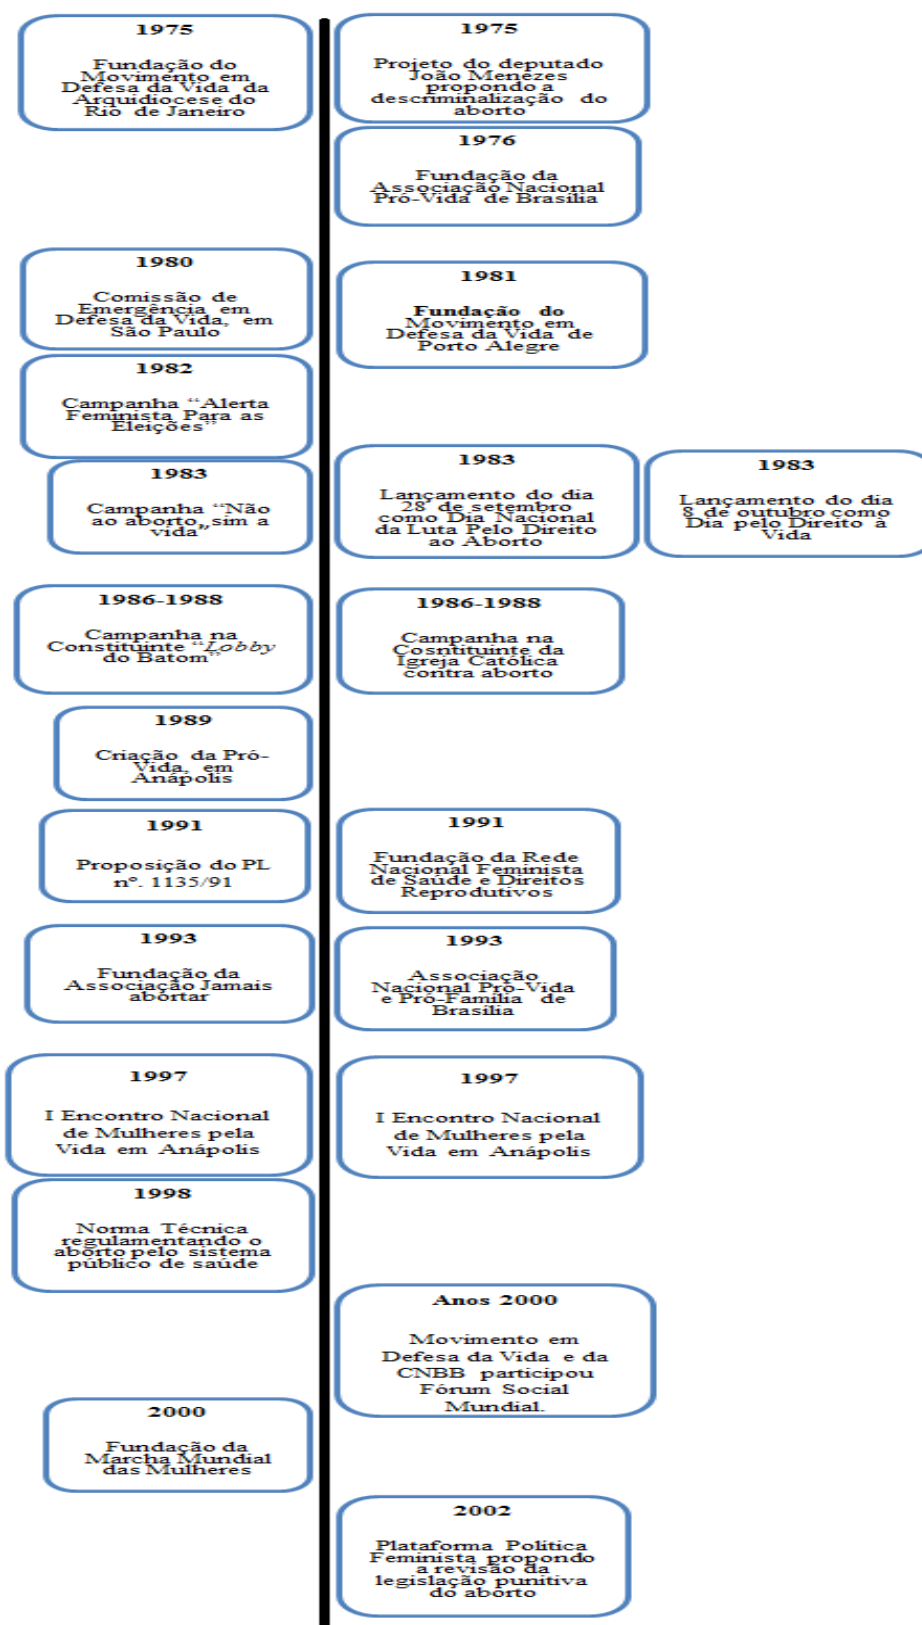 1975
Fundação do
Movimento em
Defesa da Vida da
Arquidiocese do
Rio de Janeiro
1975
Projeto do deputado
João Menezes
propondo a
descriminalização do
aborto
1976
Fundação da
Associação Nacional
Pró-Vida de Brasília
1980
Comissão de
Emergência em
Defesa da Vida, em
São Paulo
1981
Fundação do
Movimento em
Defesa da Vida de
Porto Alegre
1982
Campanha “Alerta
Feminista Para as
Eleições”
1983
Campanha “Não
ao aborto, sim a
vida”
1983
Lançamento do dia
28 de setembro
como Dia Nacional
da Luta Pelo Direito
ao Aborto
1983
Lançamento do dia
8 de outubro como
Dia pelo Direito à
Vida
1986-1988
Campanha na
Constituinte “Lobby
do Batom”
1986-1988
Campanha na
Cosntituinte da
Igreja Católica
contra aborto
1989
Criação da Pró-
Vida, em
Anápolis
1991
Proposição do PL
nº. 1135/91
1991
Fundação da Rede
Nacional Feminista
de Saúde e Direitos
Reprodutivos
1993
Fundação da
Associação Jamais
abortar
1993
Associação
Nacional Pró-Vida
e Pró-Família de
Brasília
1997
I Encontro Nacional
de Mulheres pela
Vida em Anápolis
1997
I Encontro Nacional
de Mulheres pela
Vida em Anápolis
1998
Norma Técnica
regulamentando o
aborto pelo sistema
público de saúde
Anos 2000
Movimento em
Defesa da Vida e da
CNBB participou
Fórum Social
Mundial.
2000
Fundação da
Marcha Mundial
das Mulheres
2002
Plataforma Política
Feminista propondo
a revisão da
legislação punitiva
do aborto